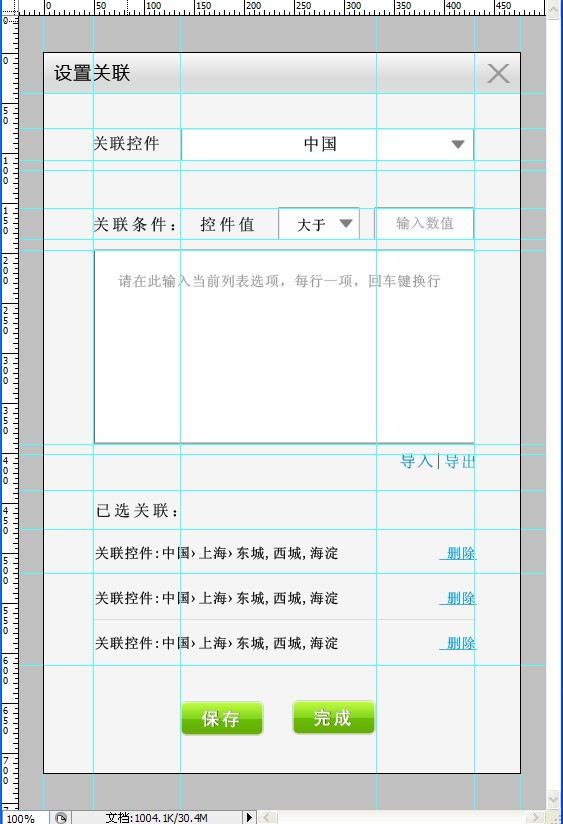 0 50 100 150 200 250 300 350 400 450
设置关联
关联控件 中国
关联条件: 控件值 大于 输入数值
请在此输入当前列表选项，每行一项，回车键换行
导入|导出
已选关联:
关联控件:中国›上海›东城,西城,海淀 删除
关联控件:中国›上海›东城,西城,海淀 删除
关联控件:中国›上海›东城,西城,海淀 删除
保存 完成
100% 文档:1004.1K/30.4M